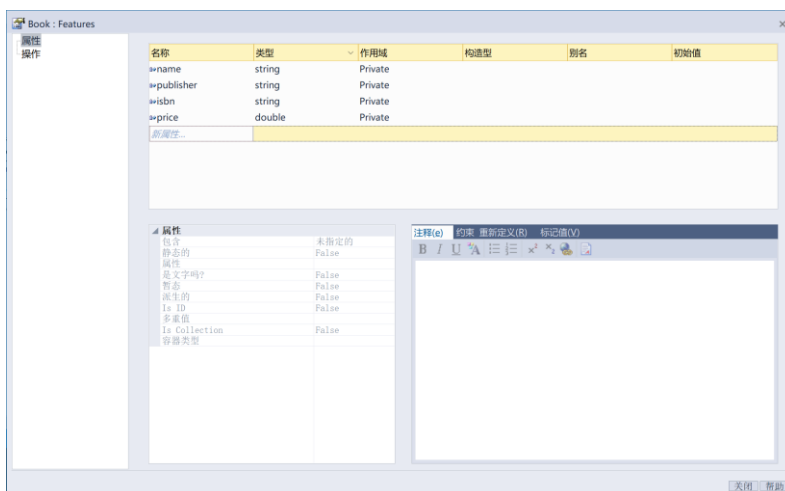 Book : Features
属性
操作
名称 类型 作用域 构造型 别名 初始值
name string Private
publisher string Private
isbn string Private
price double Private
新属性...
属性
包含 未指定的
静态的 False
属性
是文字吗? False
暂态 False
派生的 False
Is ID False
多重值
Is Collection False
容器类型
注释(e) 约束 重新定义(R) 标记值(V)
B I U A x² x₂
关闭 帮助